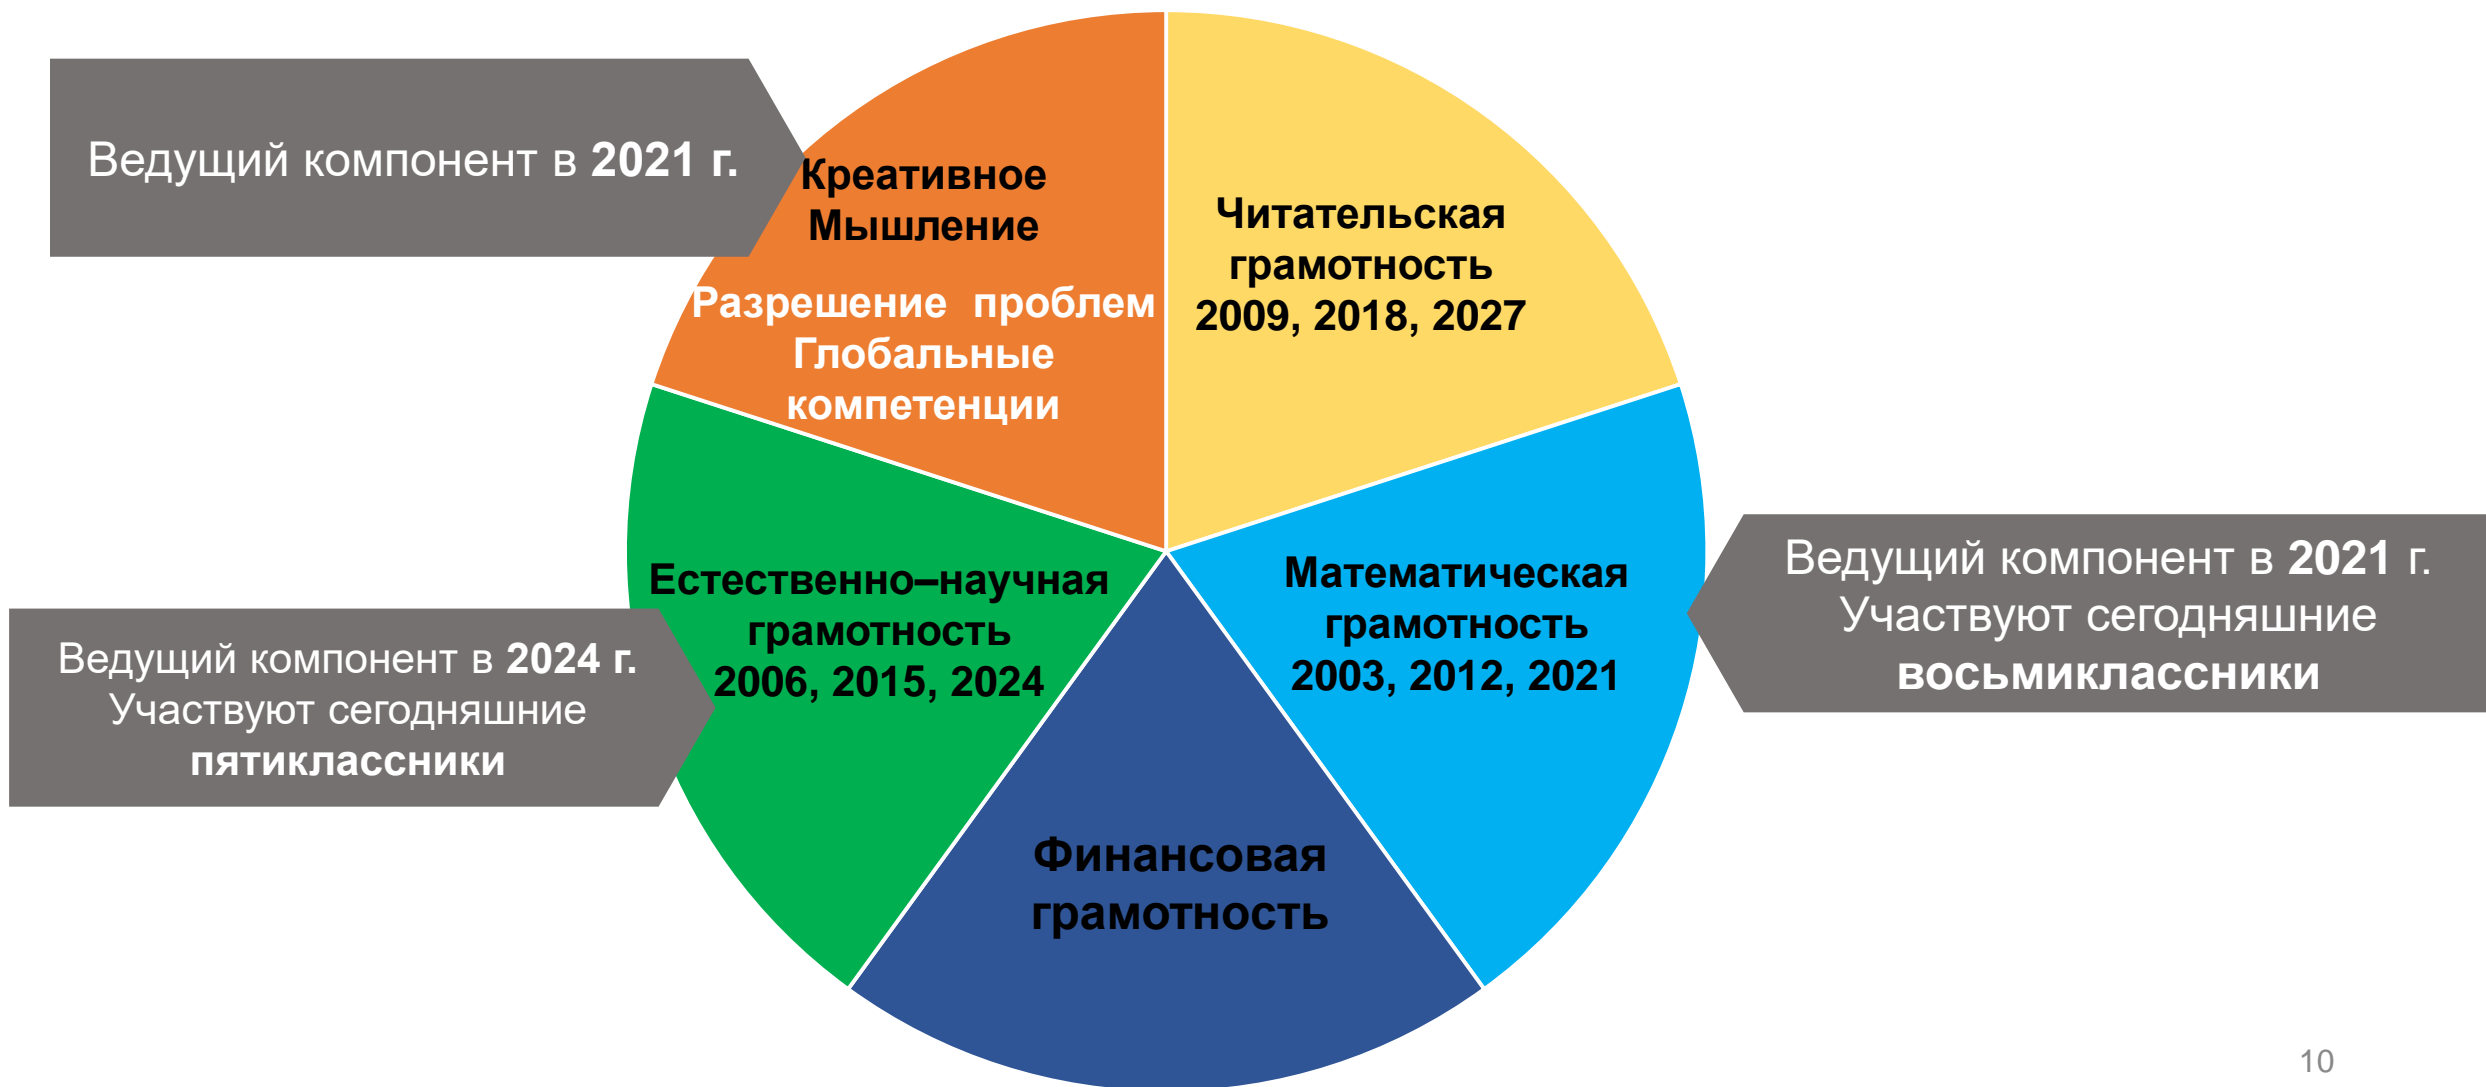 Ведущий компонент в 2021 г.
Креативное
Мышление
Разрешение проблем
Глобальные
компетенции
Читательская
грамотность
2009, 2018, 2027
Естественно–научная
грамотность
2006, 2015, 2024
Математическая
грамотность
2003, 2012, 2021
Ведущий компонент в 2021 г.
Участвуют сегодняшние
восьмиклассники
Ведущий компонент в 2024 г.
Участвуют сегодняшние
пятиклассники
Финансовая
грамотность
10